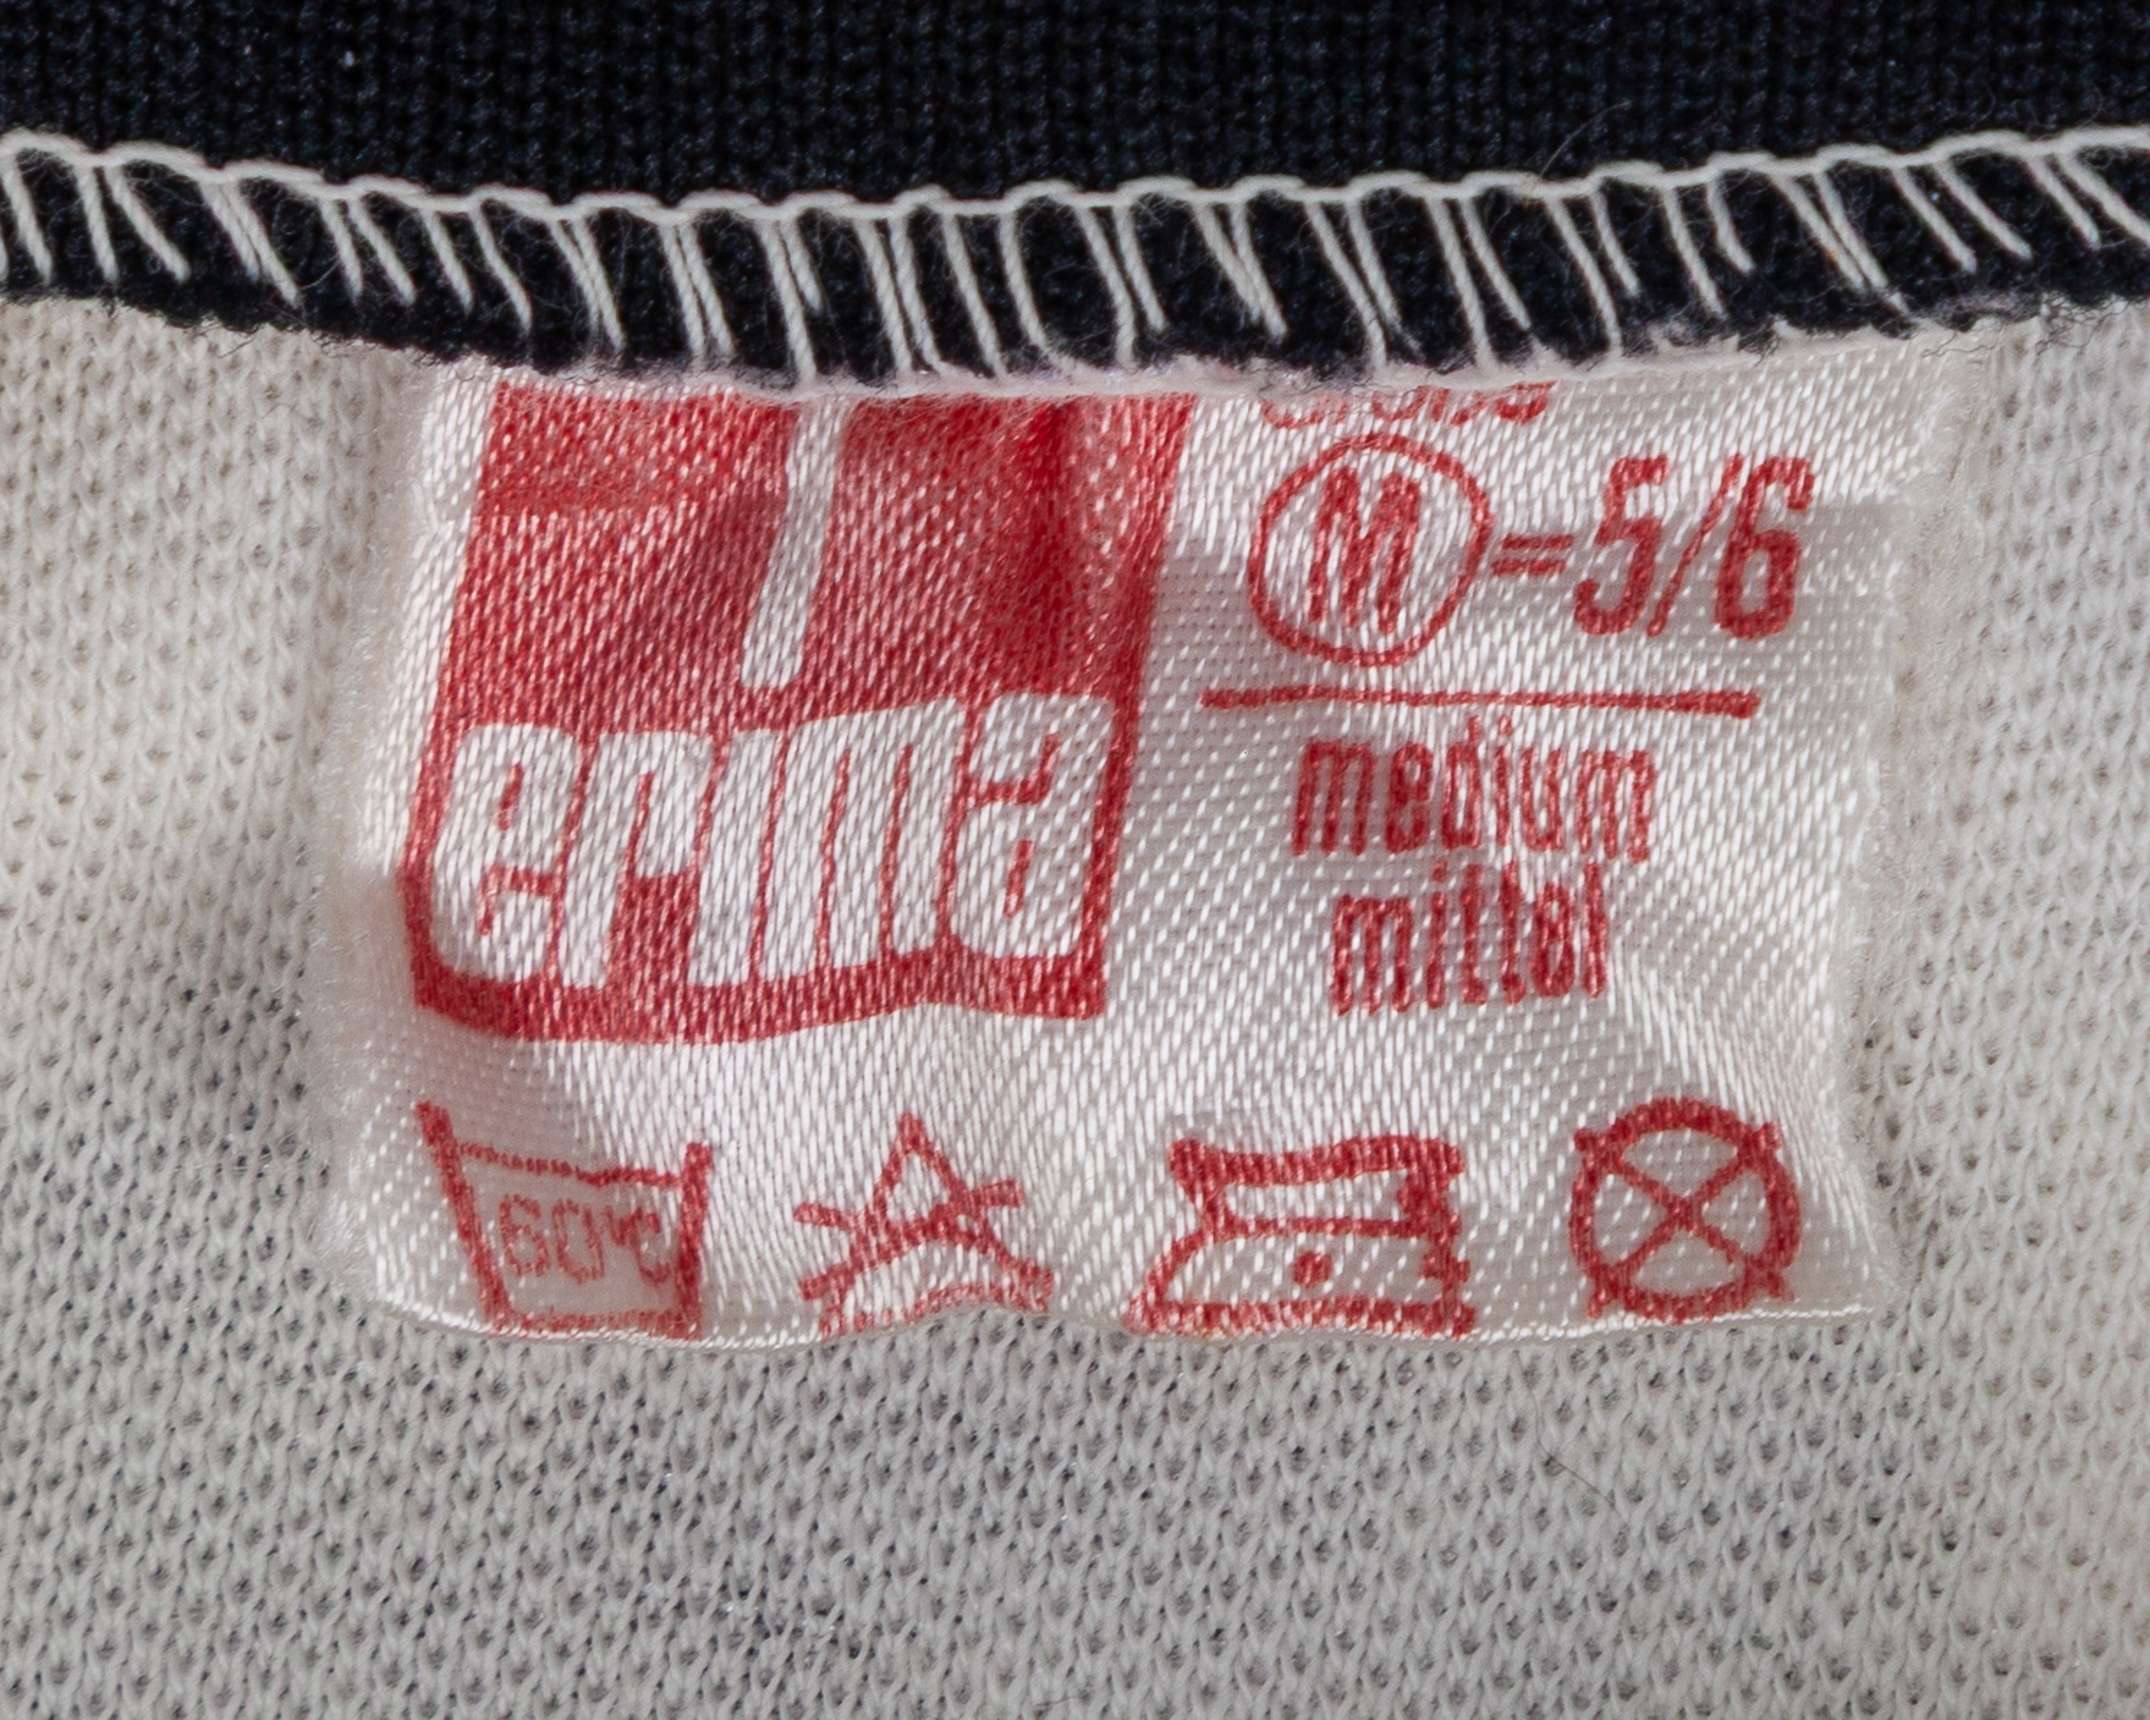 M=5/6
erima
medium
mittel
60°C